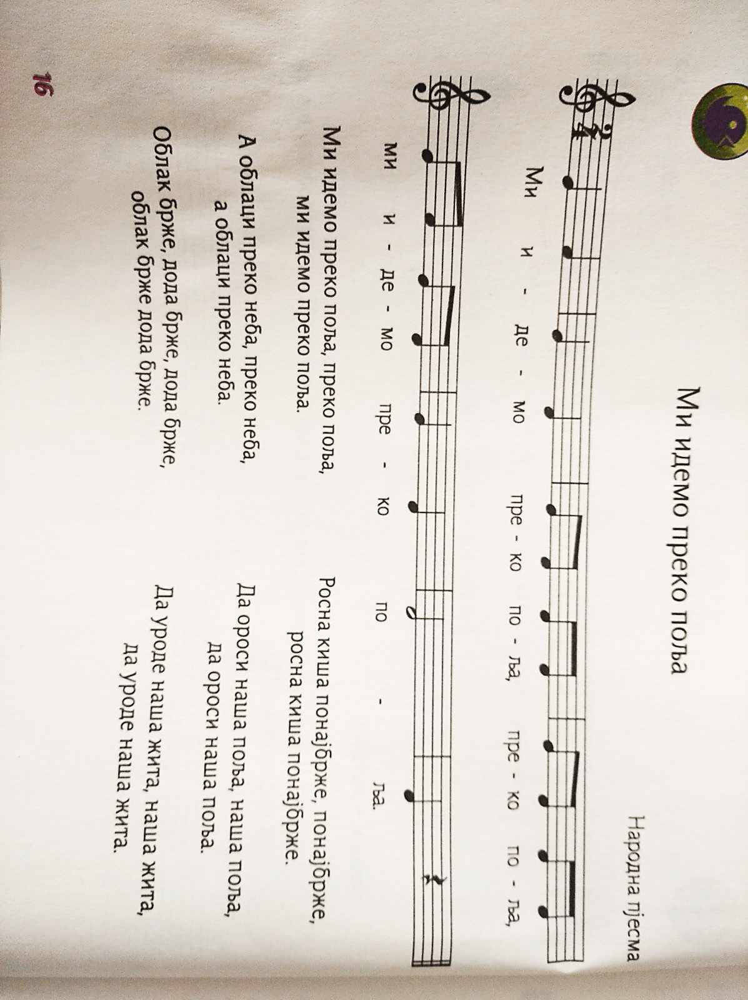 Ми идемо преко поља
Народна пјесма
2
4
Ми и - де - мо пре - ко по - ља, пре - ко по - ља,
ми и - де - мо пре - ко по - ља.
Ми идемо преко поља, преко поља,
ми идемо преко поља.
А облаци преко неба, преко неба,
а облаци преко неба.
Облак брже, дода брже, дода брже,
облак брже дода брже.
Росна киша понајбрже, понајбрже,
росна киша понајбрже.
Да ороси наша поља, наша поља,
да ороси наша поља.
Да уроде наша жита, наша жита,
да уроде наша жита.
16